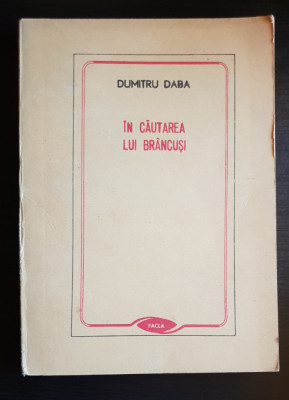 DUMITRU DABA
ÎN CĂUTAREA
LUI BRÂNCUȘI
FACLA